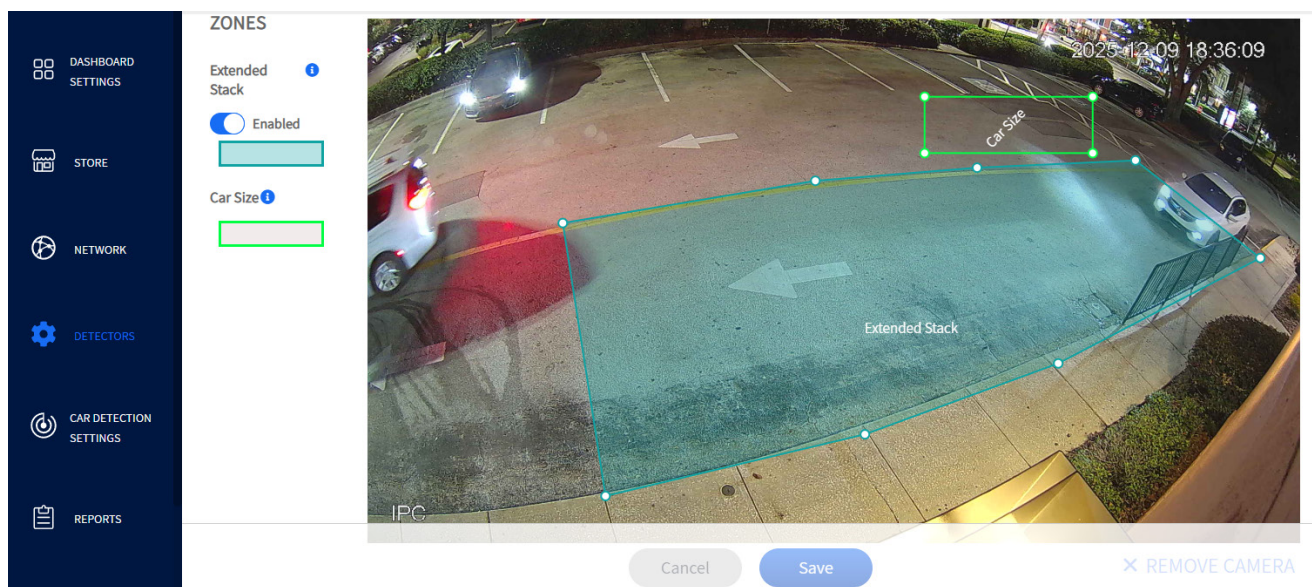 DASHBOARD
SETTINGS
STORE
NETWORK
DETECTORS
CAR DETECTION
SETTINGS
REPORTS
ZONES
Extended
Stack
Enabled
Car Size
2025-12-09 18:36:09
Car Size
Extended Stack
IPC
Cancel
Save
× REMOVE CAMERA